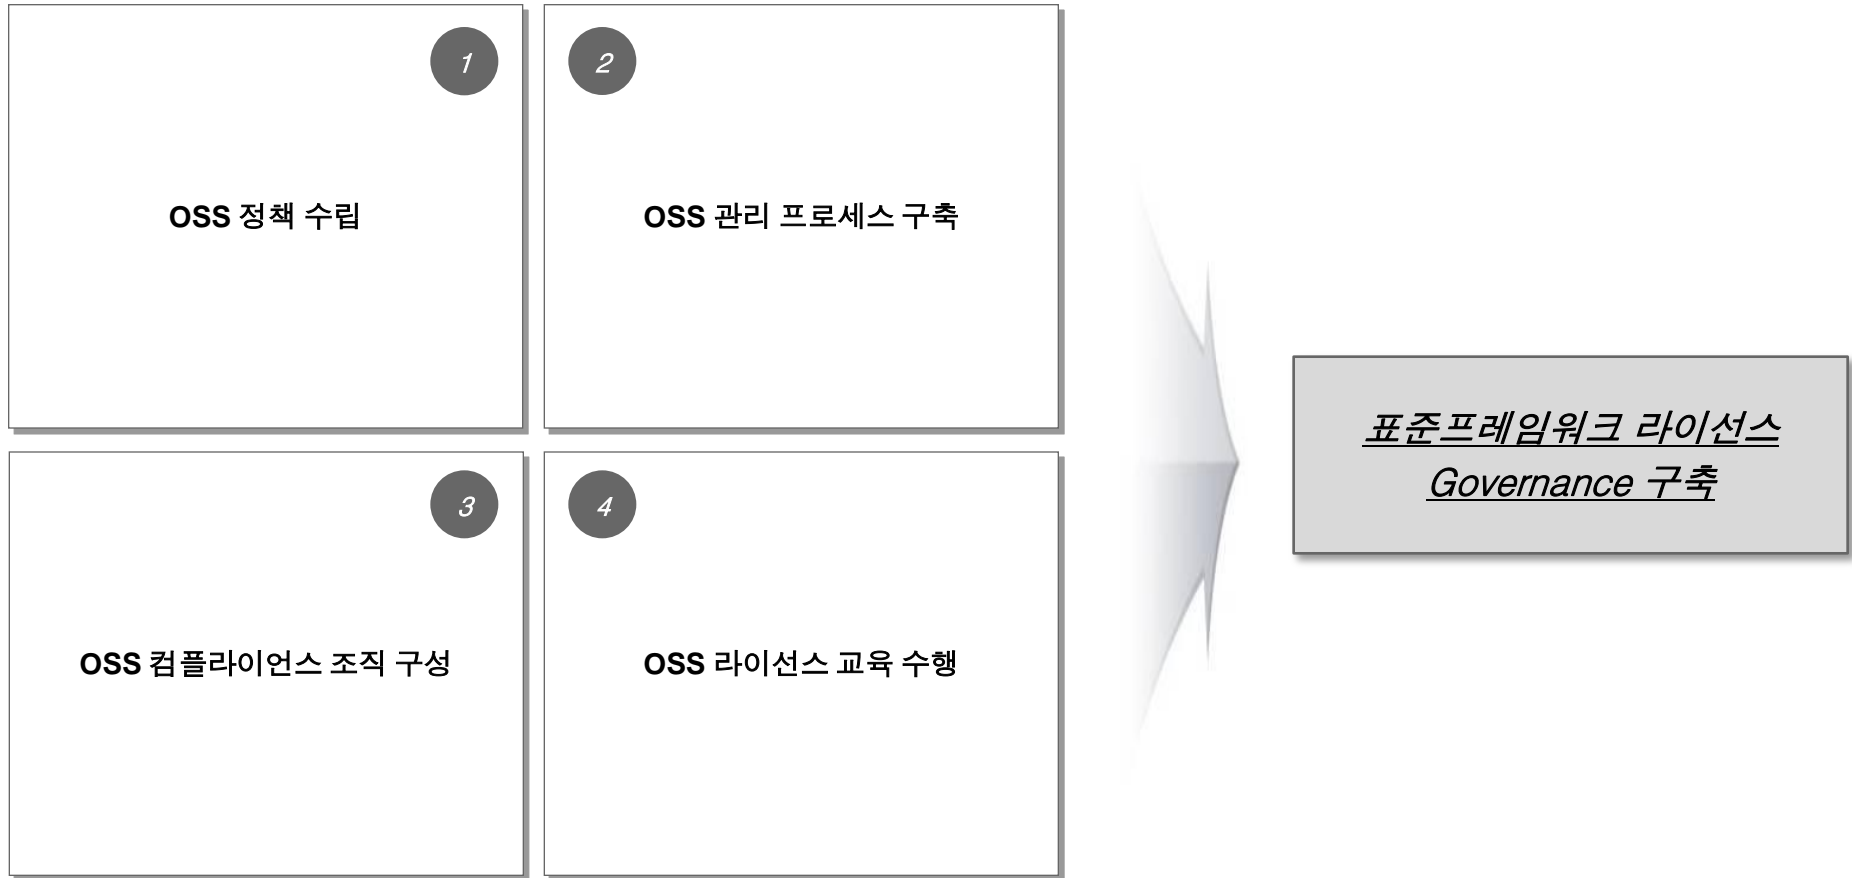 1
OSS 정책 수립
2
OSS 관리 프로세스 구축
3
OSS 컴플라이언스 조직 구성
4
OSS 라이선스 교육 수행
표준프레임워크 라이선스
Governance 구축